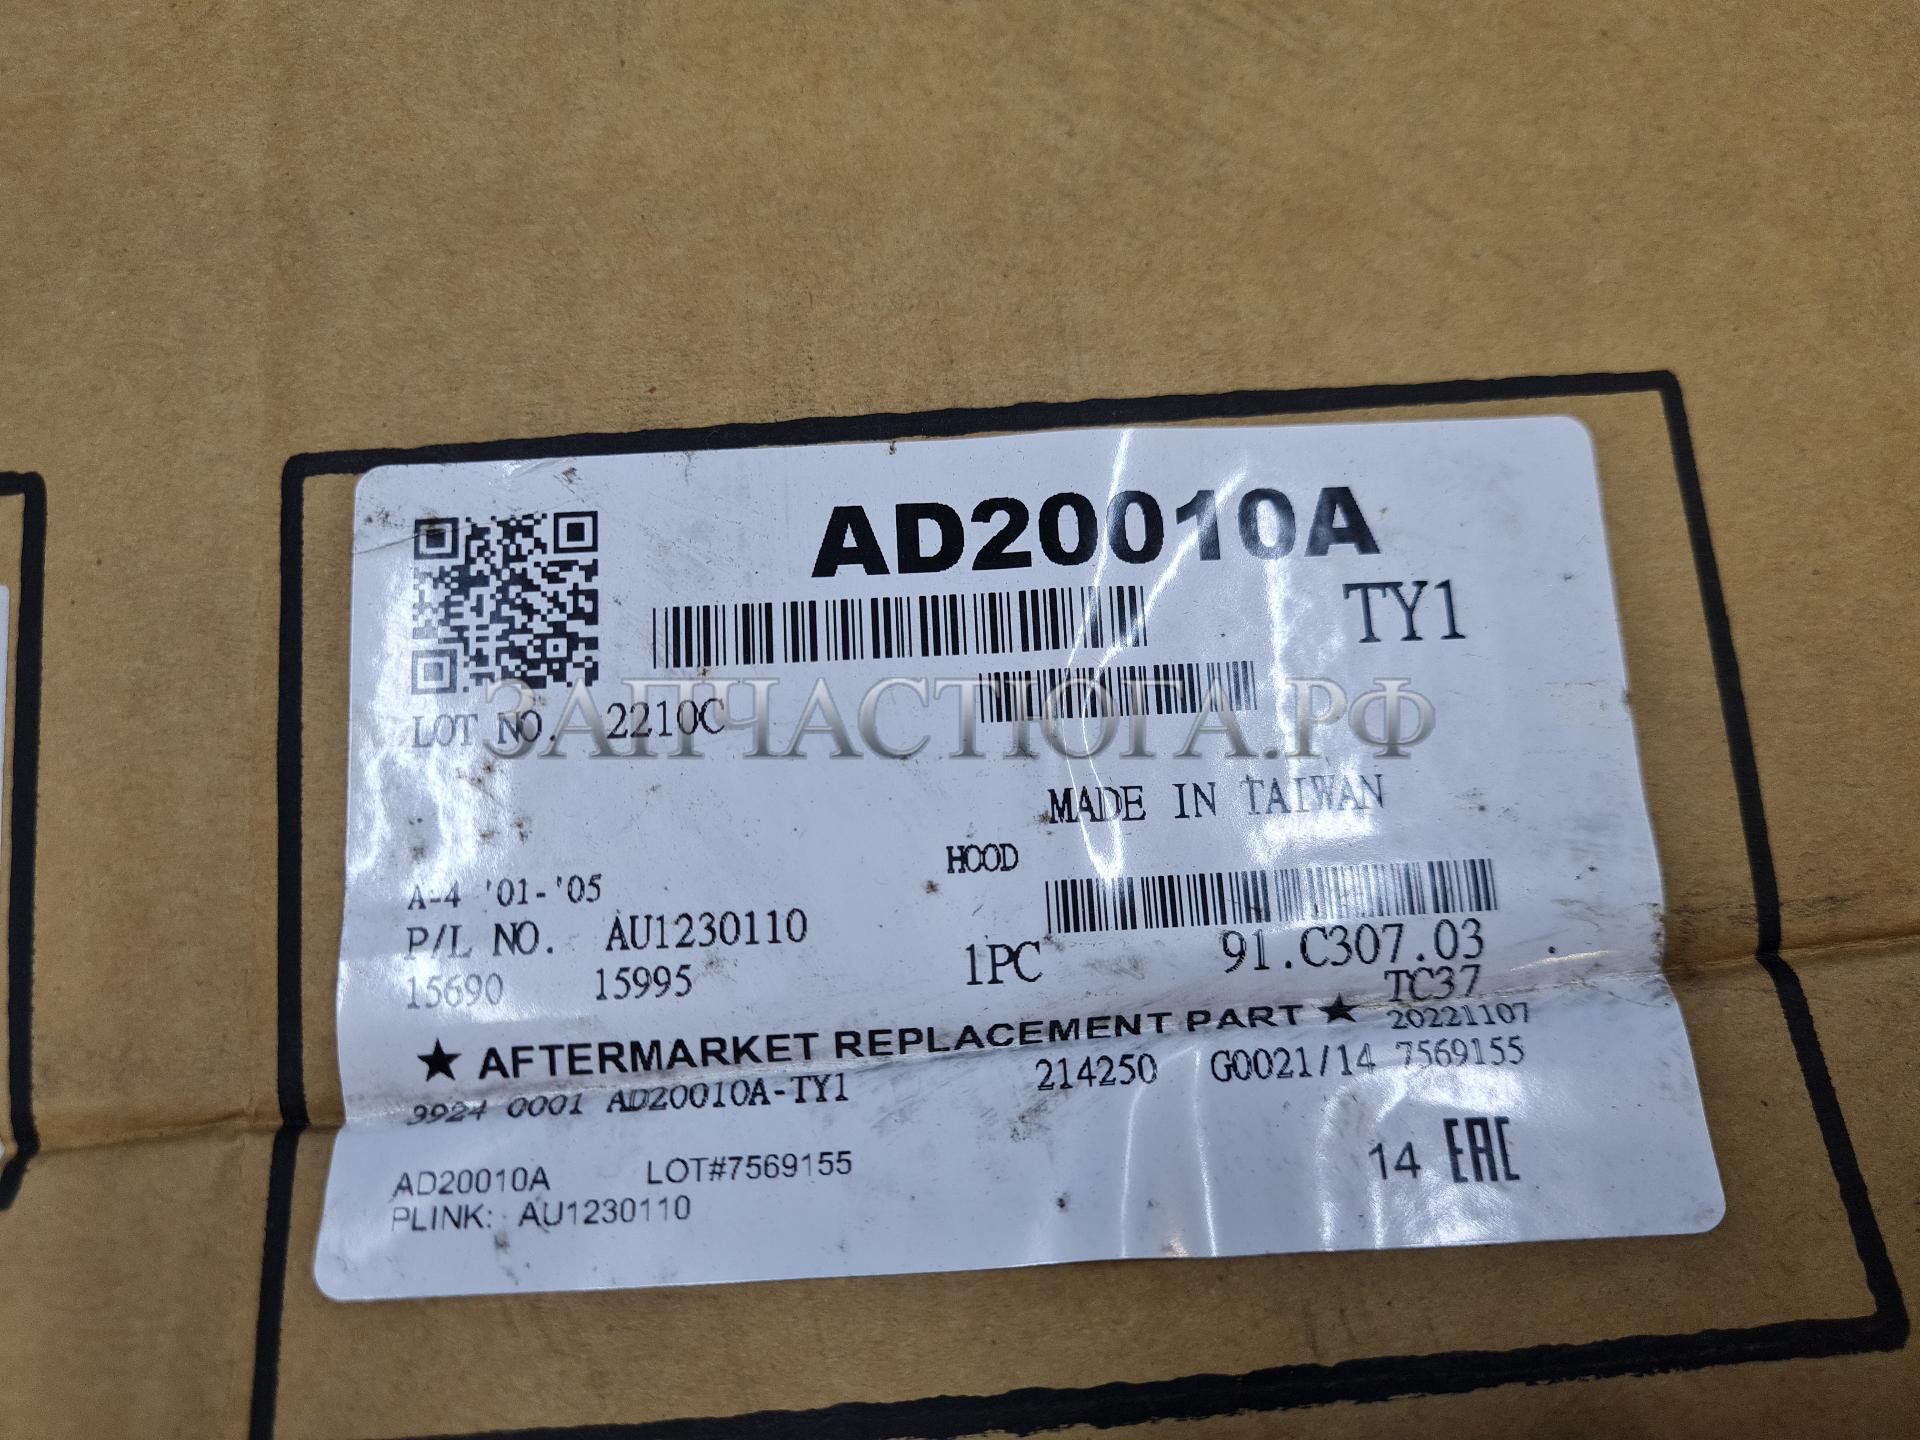 AD20010A
TY1
LOT NO. 2210C
ЗАПЧАСТЮГА.РФ
MADE IN TAIWAN
HOOD
A-4 '01-'05
P/L NO. AU1230110
1PC 91.C307.03
15690 15995
TC37
★ AFTERMARKET REPLACEMENT PART ★ 20221107
9924 0001 AD20010A-TY1 214250 G0021/14 7569155
AD20010A LOT#7569155 14 EAC
PLINK: AU1230110